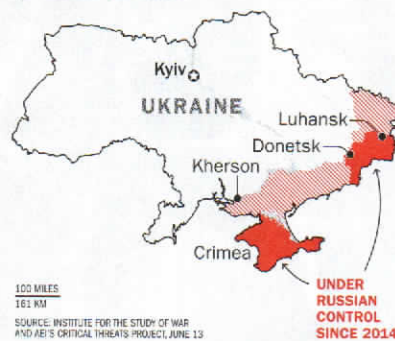 Kyiv
UKRAINE
Luhansk
Donetsk
Kherson
Crimea
100 MILES
161 KM
UNDER
RUSSIAN
CONTROL
SINCE 2014
SOURCE: INSTITUTE FOR THE STUDY OF WAR
AND AEI'S CRITICAL THREATS PROJECT, JUNE 13